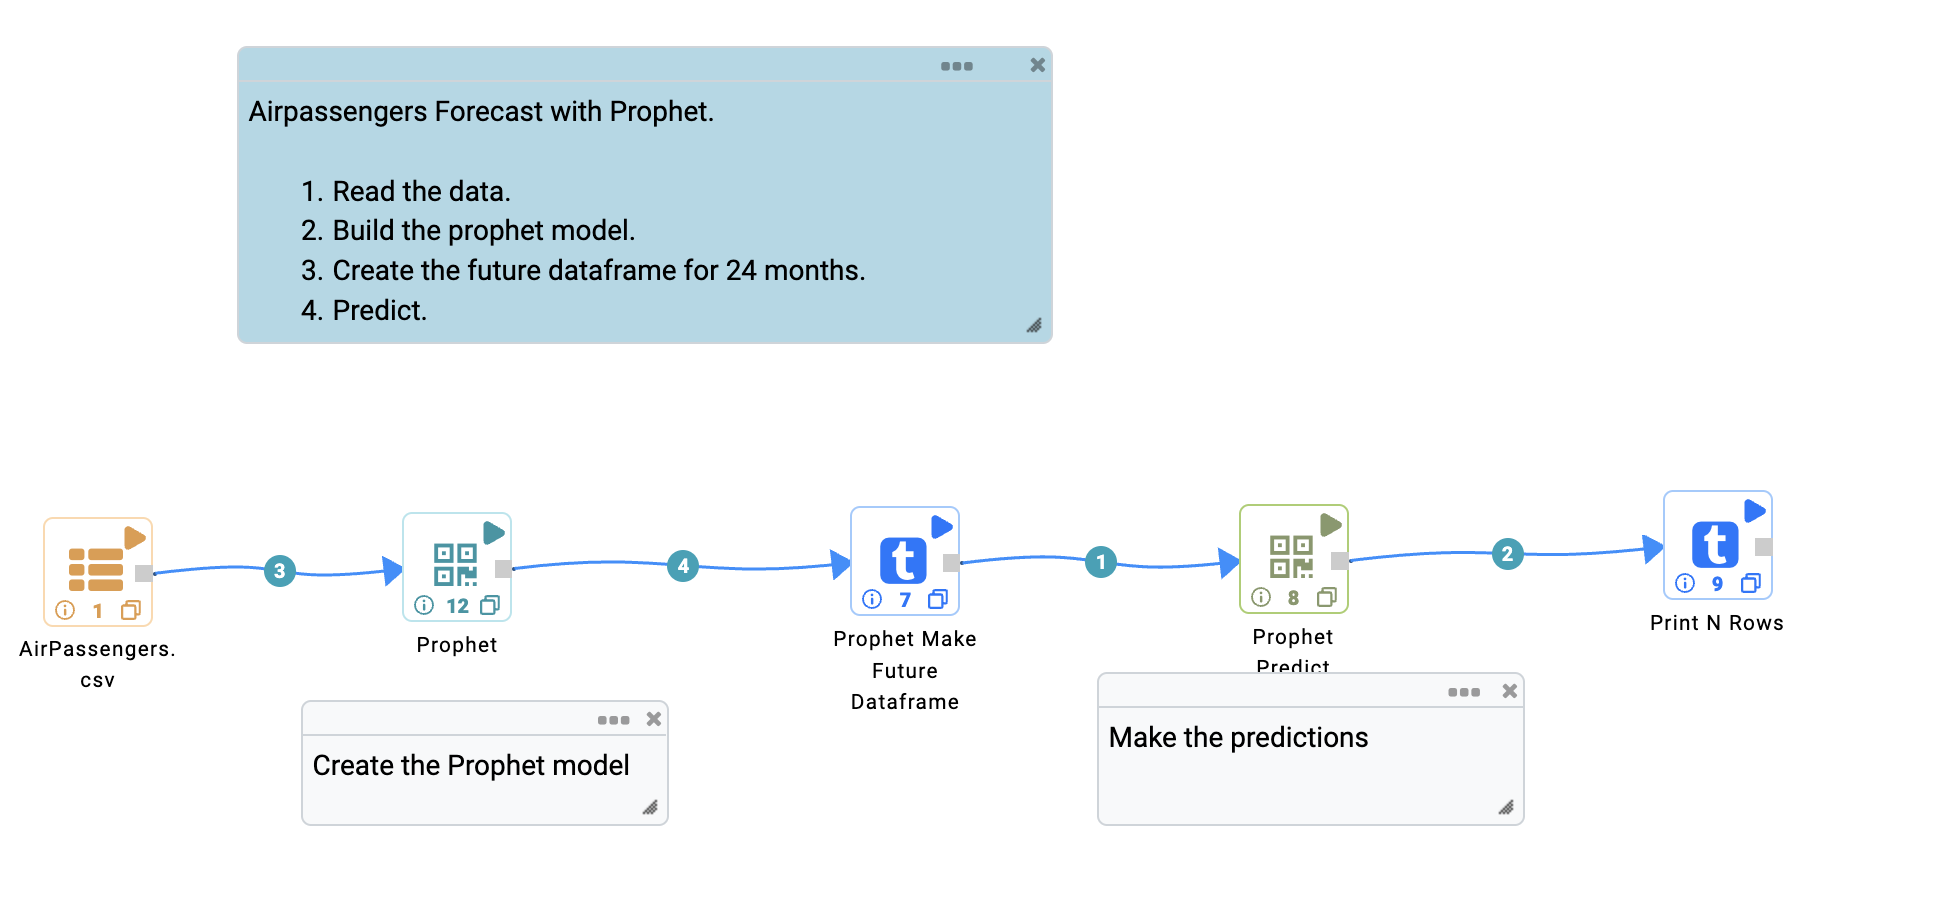 Airpassengers Forecast with Prophet.
1. Read the data.
2. Build the prophet model.
3. Create the future dataframe for 24 months.
4. Predict.
3
4
1
2
1
12
7
8
9
AirPassengers.
csv
Prophet
Prophet Make
Future
Dataframe
Prophet
Predict
Print N Rows
Create the Prophet model
Make the predictions